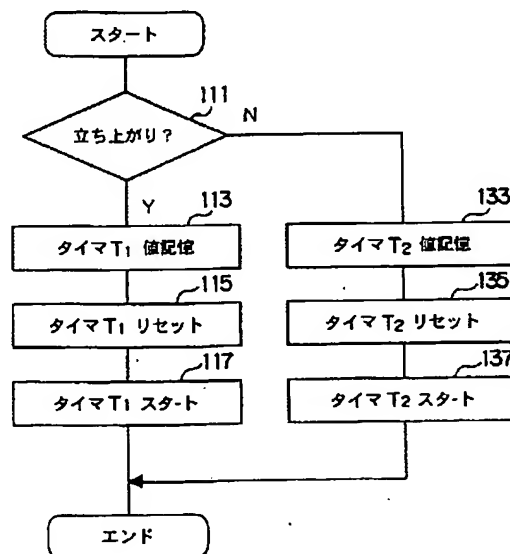 スタート
111
立ち上がり?
N
Y
113
タイマT1 値記憶
133
タイマT2 値記憶
115
タイマT1 リセット
135
タイマT2 リセット
117
タイマT1 スタート
137
タイマT2 スタート
エンド